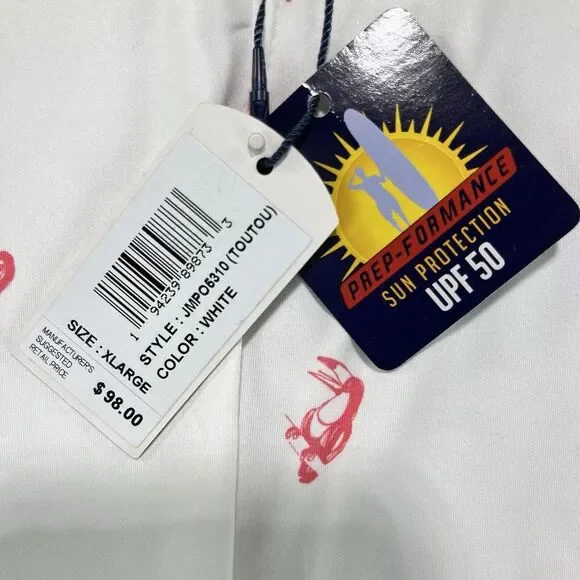 1 94239 89873 3
STYLE : JMPO6310 (TOUTOU)
COLOR : WHITE
SIZE : XLARGE
MANUFACTURER'S
SUGGESTED
RETAIL PRICE
$98.00
PREP-FORMANCE
SUN PROTECTION
UPF 50